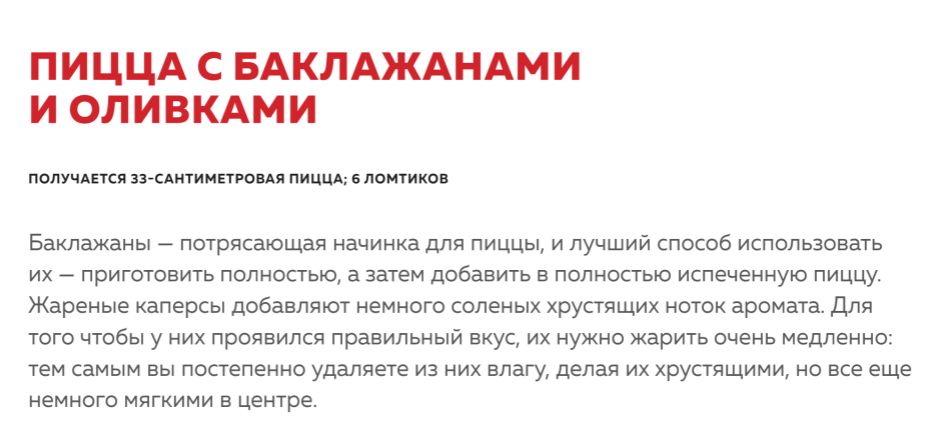 ПИЦЦА С БАКЛАЖАНАМИ
И ОЛИВКАМИ
ПОЛУЧАЕТСЯ 33-САНТИМЕТРОВАЯ ПИЦЦА; 6 ЛОМТИКОВ
Баклажаны — потрясающая начинка для пиццы, и лучший способ использовать
их — приготовить полностью, а затем добавить в полностью испеченную пиццу.
Жареные каперсы добавляют немного соленых хрустящих ноток аромата. Для
того чтобы у них проявился правильный вкус, их нужно жарить очень медленно:
тем самым вы постепенно удаляете из них влагу, делая их хрустящими, но все еще
немного мягкими в центре.